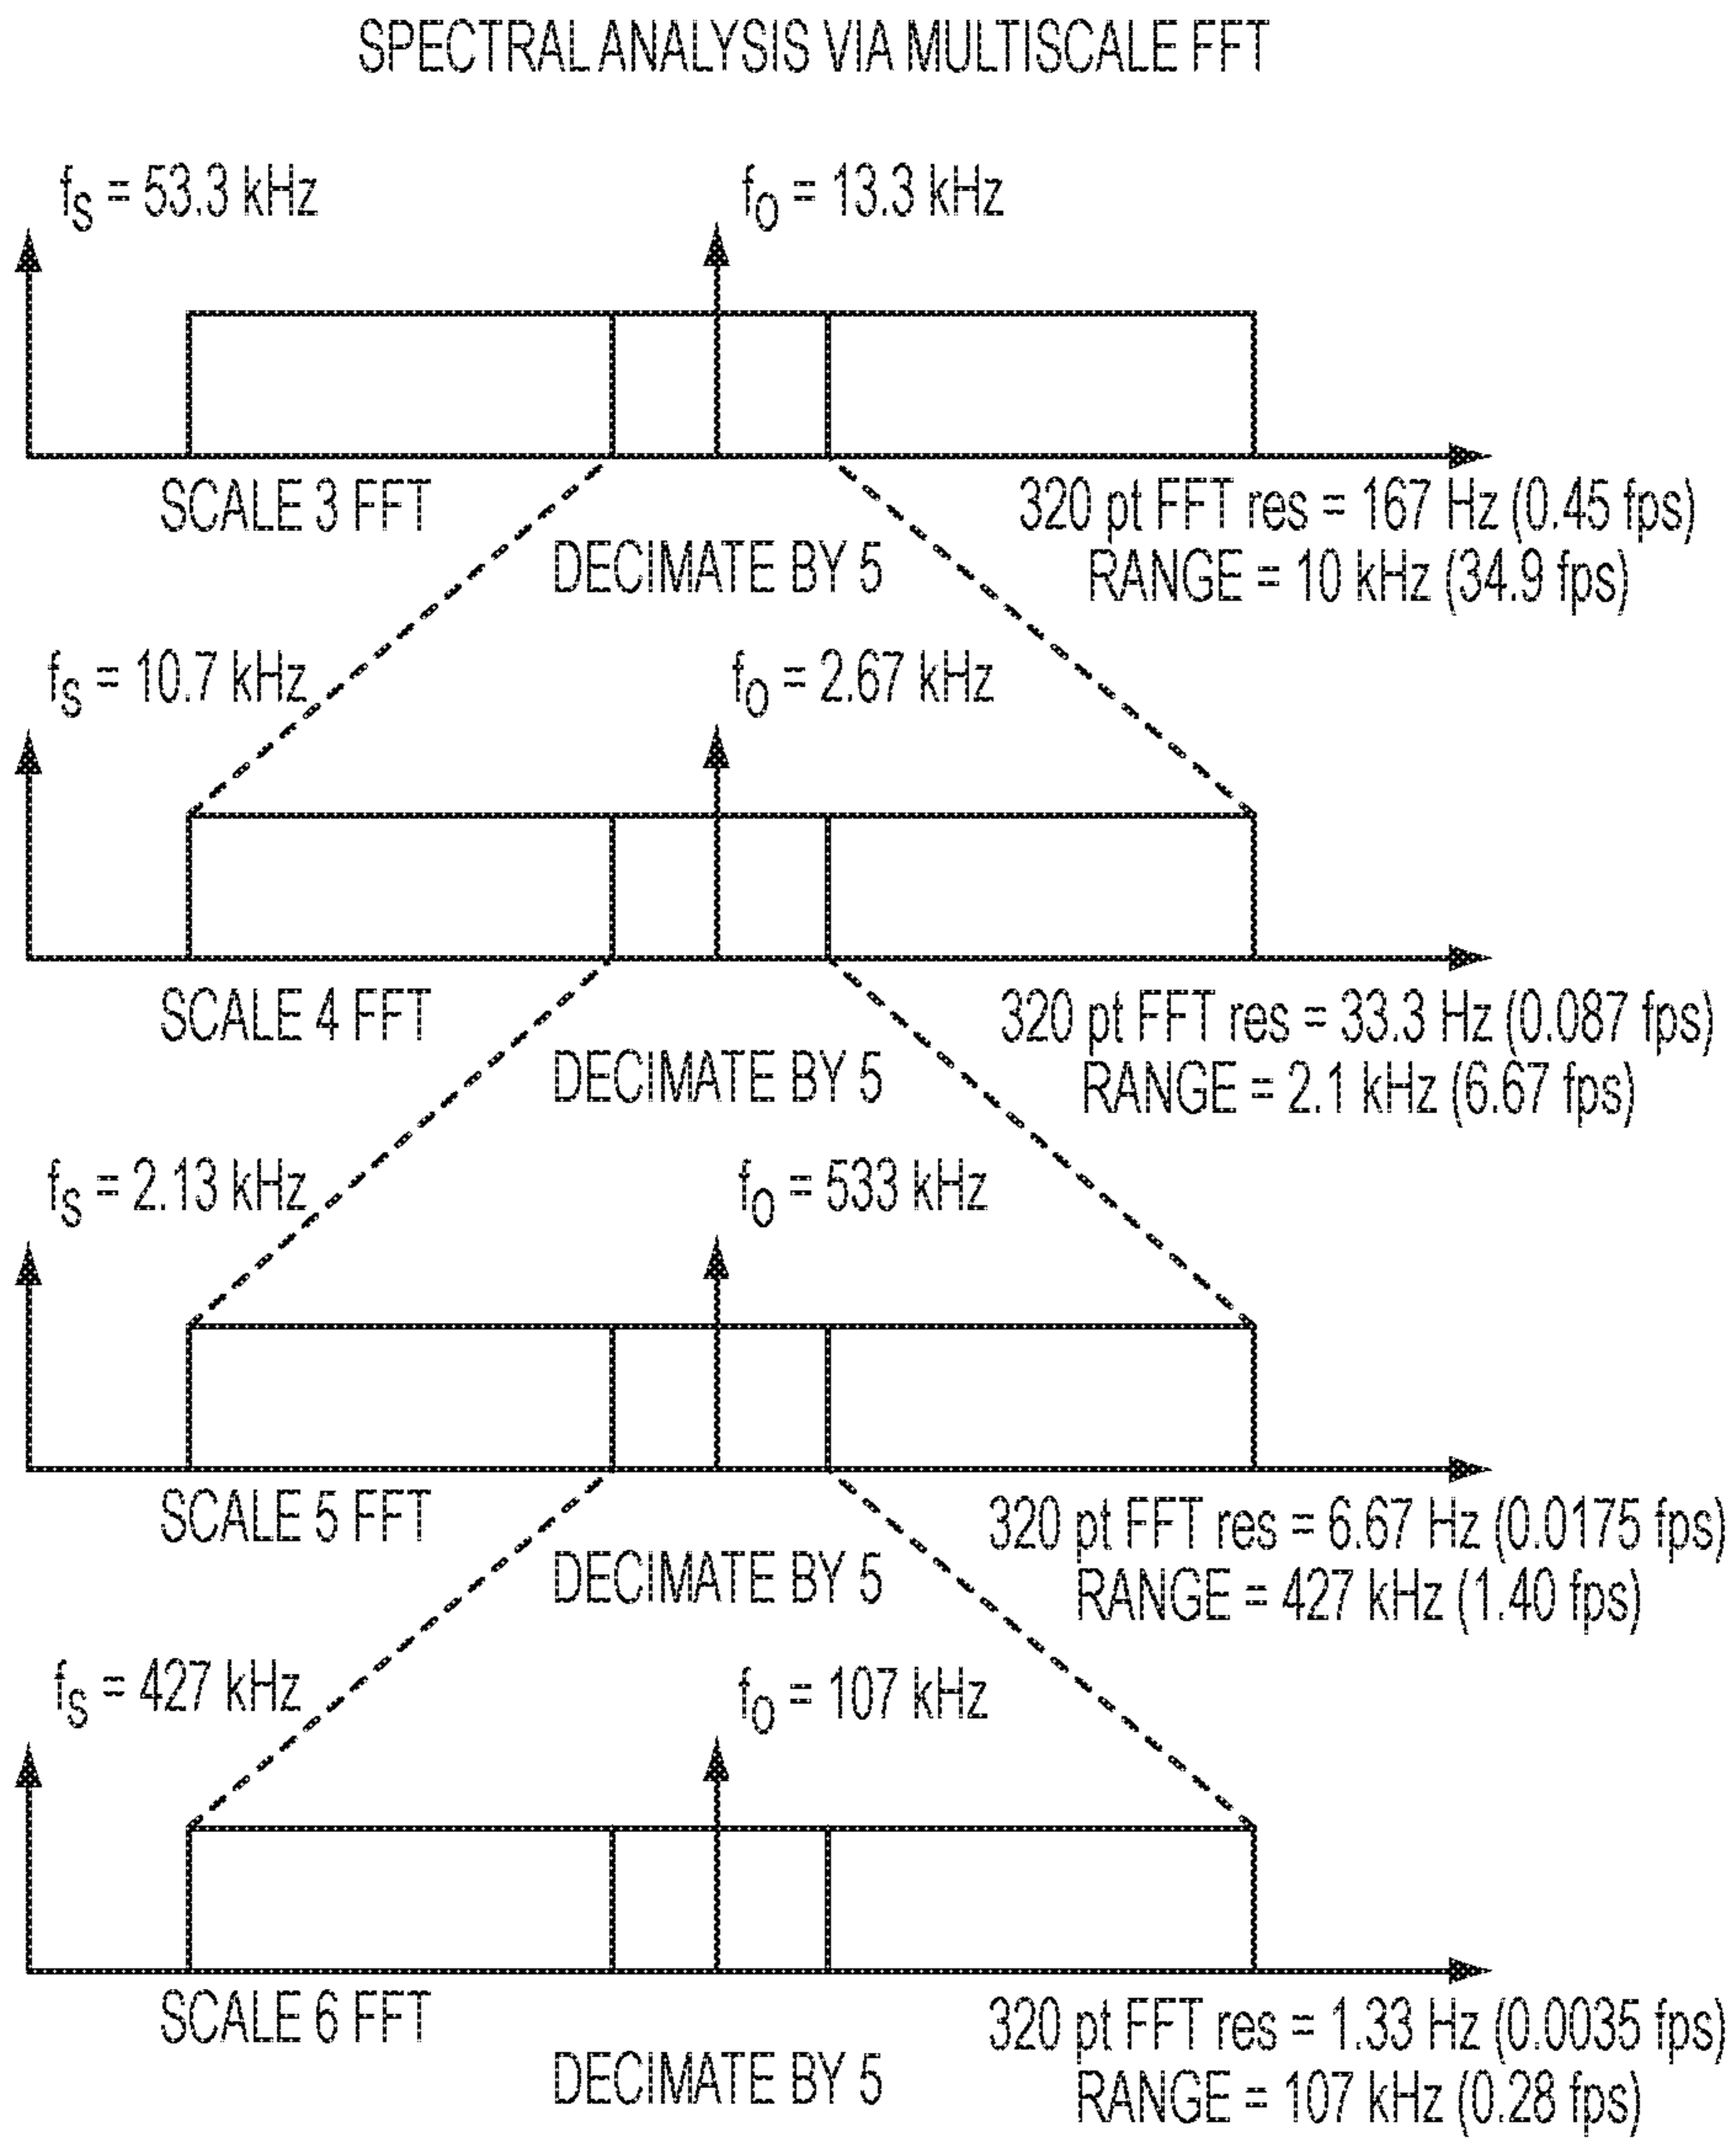 SPECTRAL ANALYSIS VIA MULTISCALE FFT
fS = 53.3 kHz
fO = 13.3 kHz
SCALE 3 FFT
320 pt FFT res = 167 Hz (0.45 fps)
DECIMATE BY 5
RANGE = 10 kHz (34.9 fps)
fS = 10.7 kHz
fO = 2.67 kHz
SCALE 4 FFT
320 pt FFT res = 33.3 Hz (0.087 fps)
DECIMATE BY 5
RANGE = 2.1 kHz (6.67 fps)
fS = 2.13 kHz
fO = 533 kHz
SCALE 5 FFT
320 pt FFT res = 6.67 Hz (0.0175 fps)
DECIMATE BY 5
RANGE = 427 kHz (1.40 fps)
fS = 427 kHz
fO = 107 kHz
SCALE 6 FFT
320 pt FFT res = 1.33 Hz (0.0035 fps)
DECIMATE BY 5
RANGE = 107 kHz (0.28 fps)